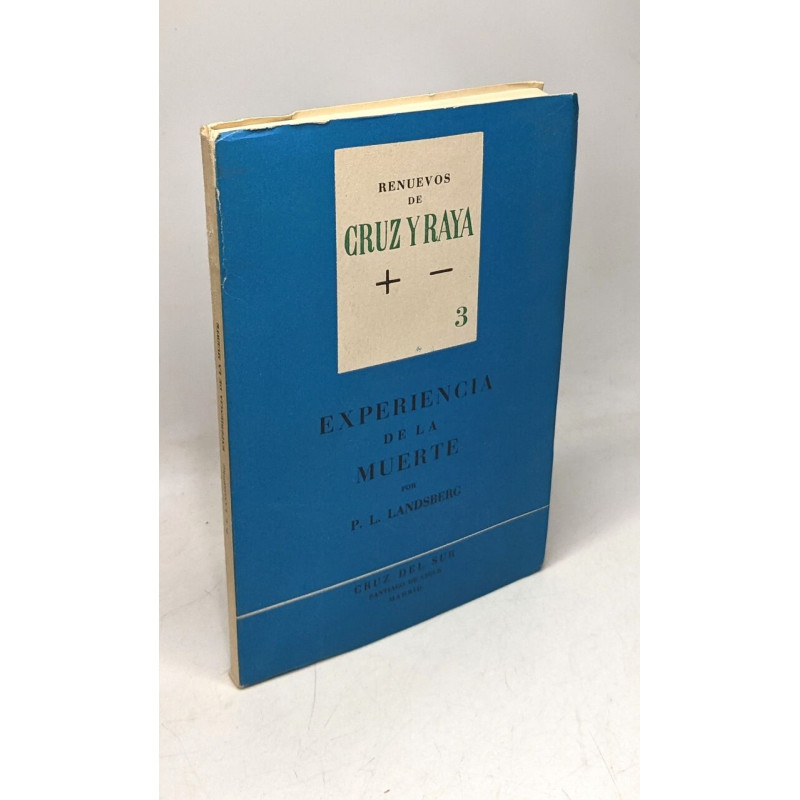 RENUEVOS
DE
CRUZ Y RAYA
+ −
3
EXPERIENCIA
DE LA
MUERTE
POR
P. L. LANDSBERG
CRUZ DEL SUR
SANTIAGO DE CHILE
MADRID